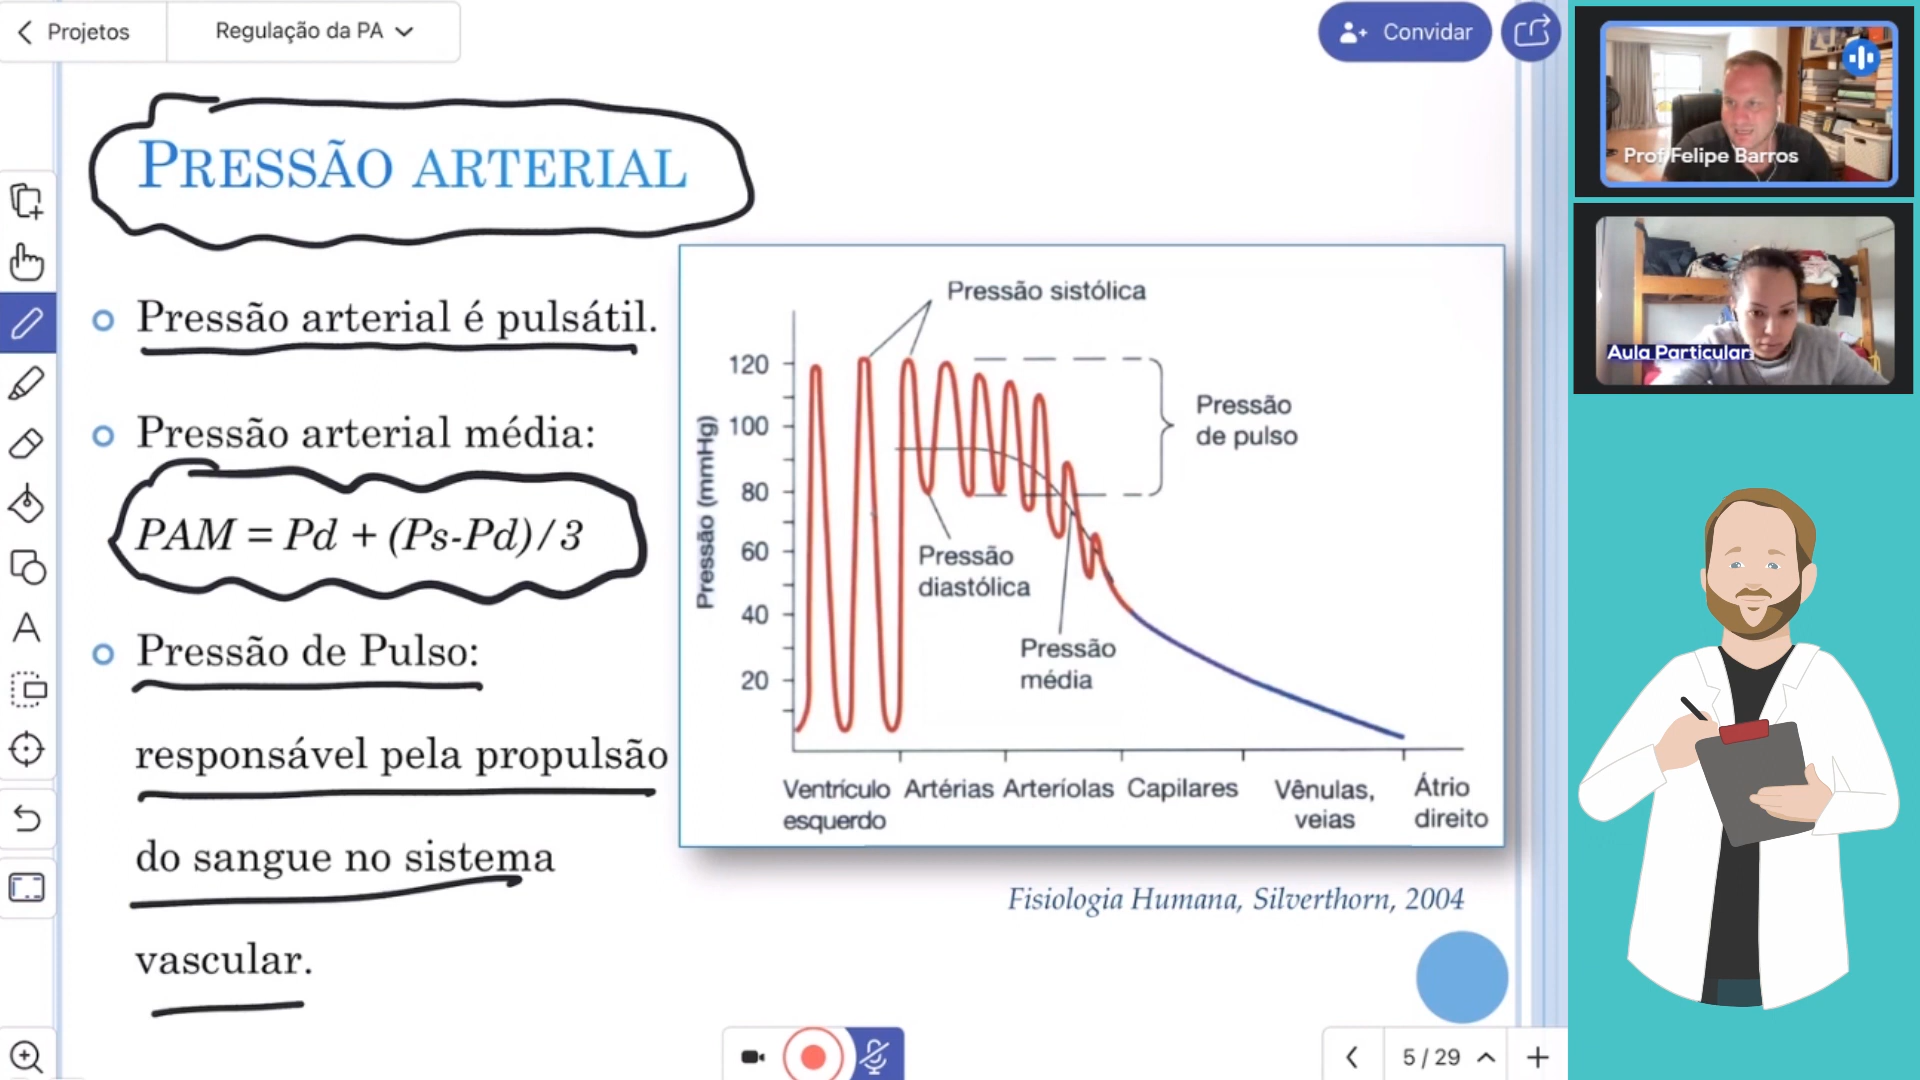 Projetos
Regulação da PA
Convidar
PRESSÃO ARTERIAL
Pressão arterial é pulsátil.
Pressão arterial média:
PAM = Pd + (Ps-Pd)/3
Pressão de Pulso:
responsável pela propulsão
do sangue no sistema
vascular.
Pressão sistólica
Pressão
de pulso
Pressão (mmHg)
120
100
80
60
40
20
Pressão
diastólica
Pressão
média
Ventrículo
esquerdo
Artérias
Arteríolas
Capilares
Vênulas,
veias
Átrio
direito
Fisiologia Humana, Silverthorn, 2004
5 / 29
Prof Felipe Barros
Aula Particular